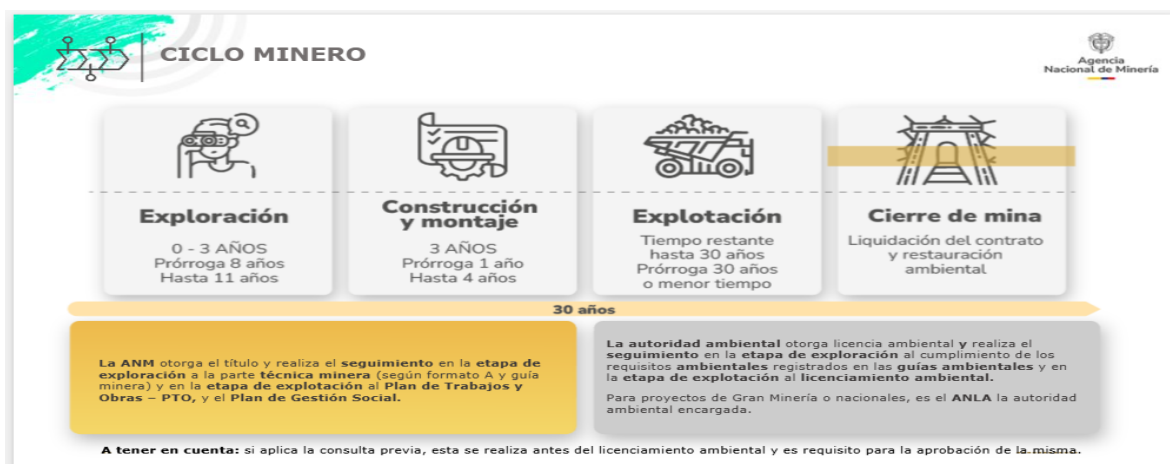 CICLO MINERO
Agencia
Nacional de Minería
Exploración
0 - 3 AÑOS
Prórroga 8 años
Hasta 11 años
Construcción
y montaje
3 AÑOS
Prórroga 1 año
Hasta 4 años
Explotación
Tiempo restante
hasta 30 años
Prórroga 30 años
o menor tiempo
Cierre de mina
Liquidación del contrato
y restauración
ambiental
30 años
La ANM otorga el título y realiza el seguimiento en la etapa de
exploración a la parte técnica minera (según formato A y guía
minera) y en la etapa de explotación al Plan de Trabajos y
Obras – PTO, y el Plan de Gestión Social.
La autoridad ambiental otorga licencia ambiental y realiza el
seguimiento en la etapa de exploración al cumplimiento de los
requisitos ambientales registrados en las guías ambientales y en
la etapa de explotación al licenciamiento ambiental.
Para proyectos de Gran Minería o nacionales, es el ANLA la autoridad
ambiental encargada.
A tener en cuenta: si aplica la consulta previa, esta se realiza antes del licenciamiento ambiental y es requisito para la aprobación de la misma.